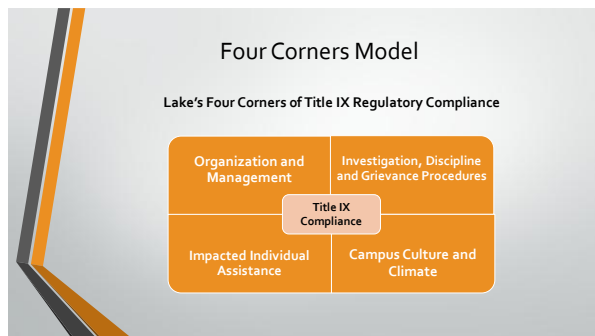 Four Corners Model
Lake's Four Corners of Title IX Regulatory Compliance
Organization and
Management
Investigation, Discipline
and Grievance Procedures
Title IX
Compliance
Impacted Individual
Assistance
Campus Culture and
Climate